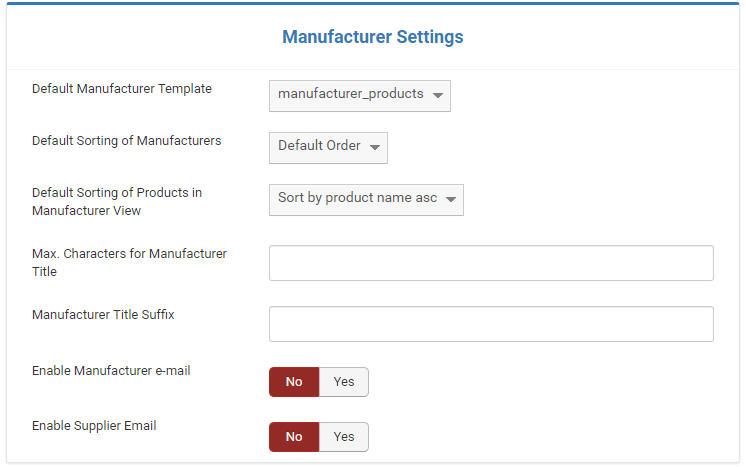 Manufacturer Settings
Default Manufacturer Template
manufacturer_products
Default Sorting of Manufacturers
Default Order
Default Sorting of Products in
Manufacturer View
Sort by product name asc
Max. Characters for Manufacturer
Title
Manufacturer Title Suffix
Enable Manufacturer e-mail
No Yes
Enable Supplier Email
No Yes